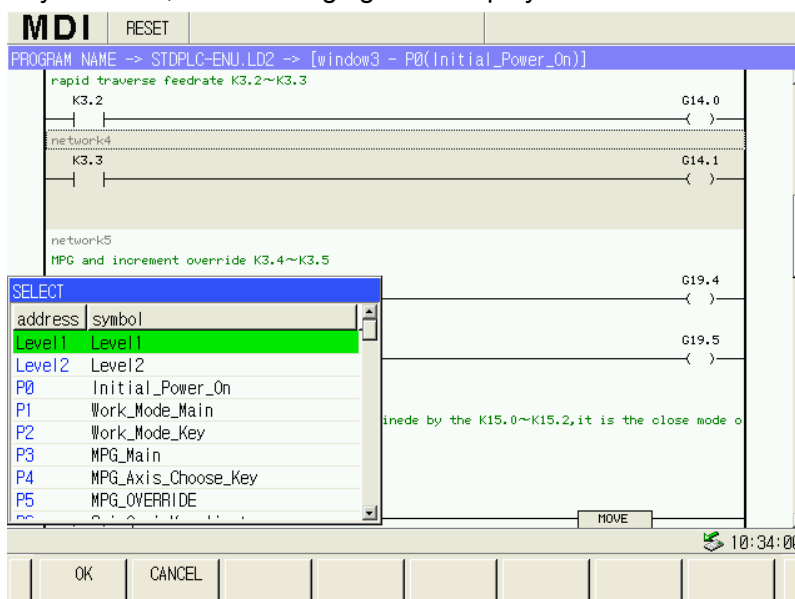 MDI RESET
PROGRAM NAME -> STDPLC-ENU.LD2 -> [window3 - P0(Initial_Power_On)]
rapid traverse feedrate K3.2~K3.3
K3.2 G14.0
network4
K3.3 G14.1
network5
MPG and increment override K3.4~K3.5
G19.4
SELECT
address symbol
Level1 Level1
G19.5
Level2 Level2
P0 Initial_Power_On
P1 Work_Mode_Main
inede by the K15.0~K15.2,it is the close mode o
P2 Work_Mode_Key
P3 MPG_Main
P4 MPG_Axis_Choose_Key
P5 MPG_OVERRIDE
MOVE
10:34:0
OK CANCEL